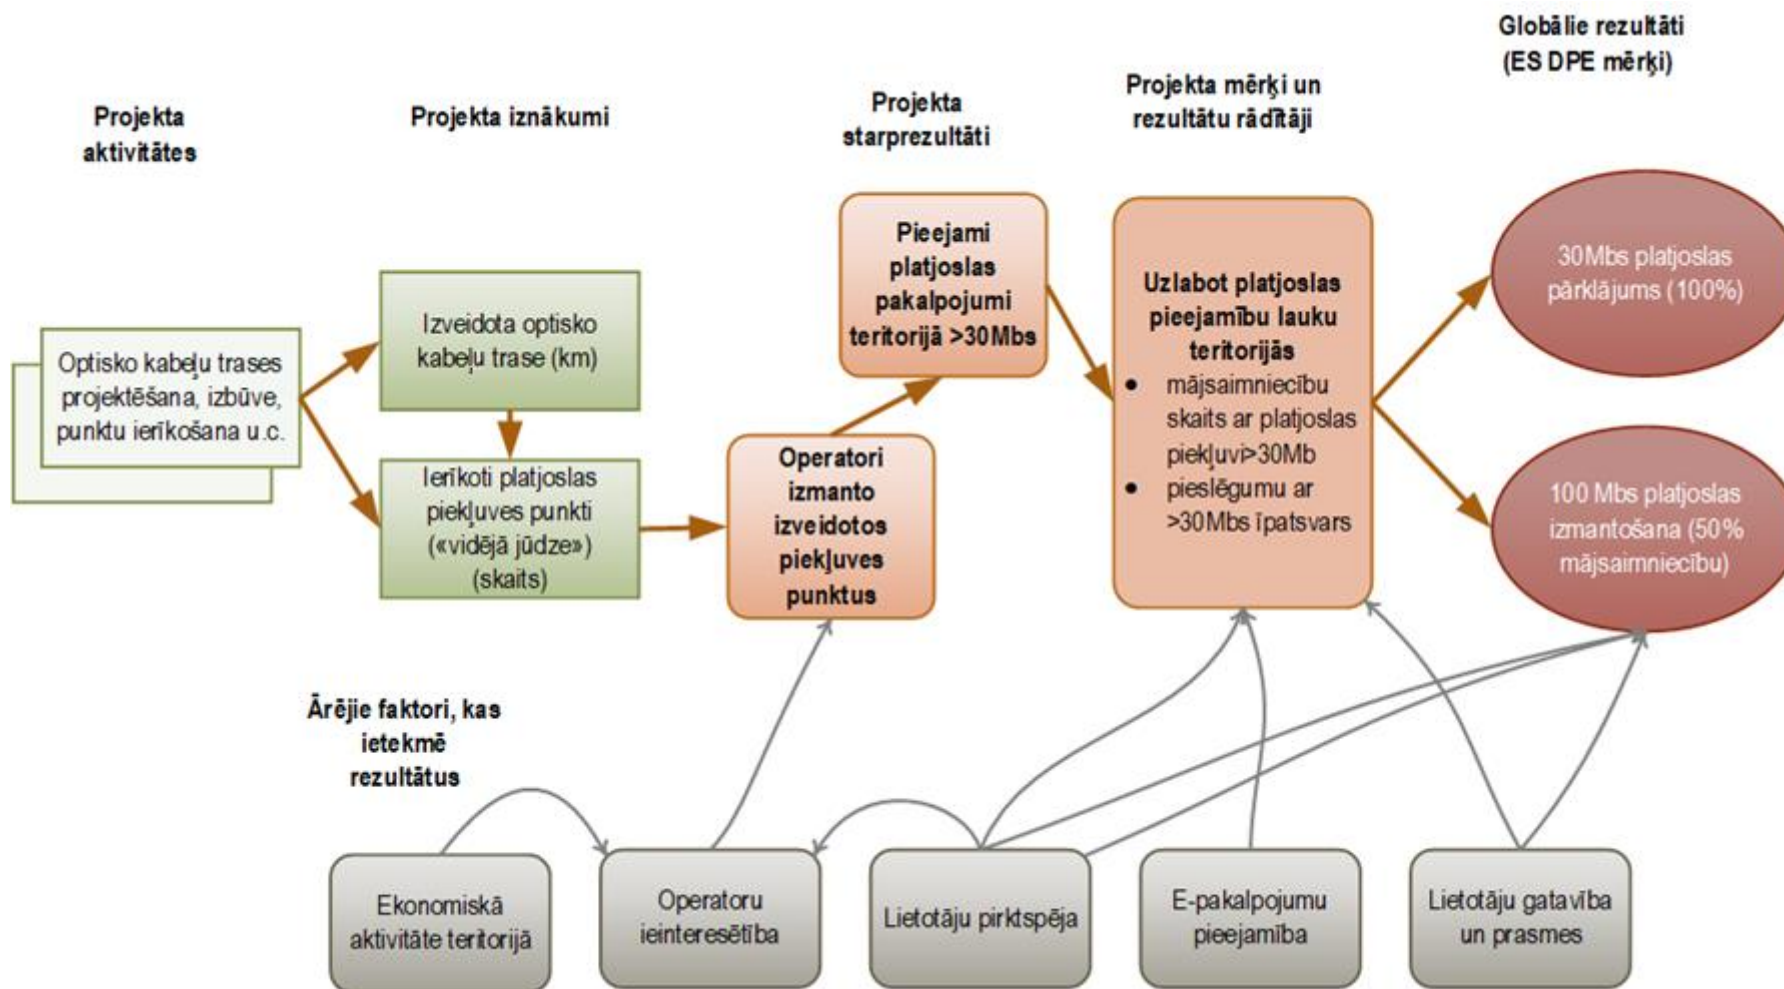 Globālie rezultāti
(ES DPE mērķi)
Projekta
aktivitātes
Projekta iznākumi
Projekta
starprezultāti
Projekta mērķi un
rezultātu rādītāji
Optisko kabeļu trases
projektēšana, izbūve,
punktu ierīkošana u.c.
Izveidota optisko
kabeļu trase (km)
Ierīkoti platjoslas
piekļuves punkti
(«vidējā jūdze»)
(skaits)
Operatori
izmanto
izveidotos
piekļuves
punktus
Pieejami
platjoslas
pakalpojumi
teritorijā >30Mbs
Uzlabot platjoslas
pieejamību lauku
teritorijās
● mājsaimniecību
skaits ar platjoslas
piekļuvi>30Mb
● pieslēgumu ar
>30Mbs īpatsvars
30Mbs platjoslas
pārklājums (100%)
100 Mbs platjoslas
izmantošana (50%
mājsaimniecību)
Ārējie faktori, kas
ietekmē
rezultātus
Ekonomiskā
aktivitāte teritorijā
Operatoru
ieinteresētība
Lietotāju pirktspēja
E-pakalpojumu
pieejamība
Lietotāju gatavība
un prasmes